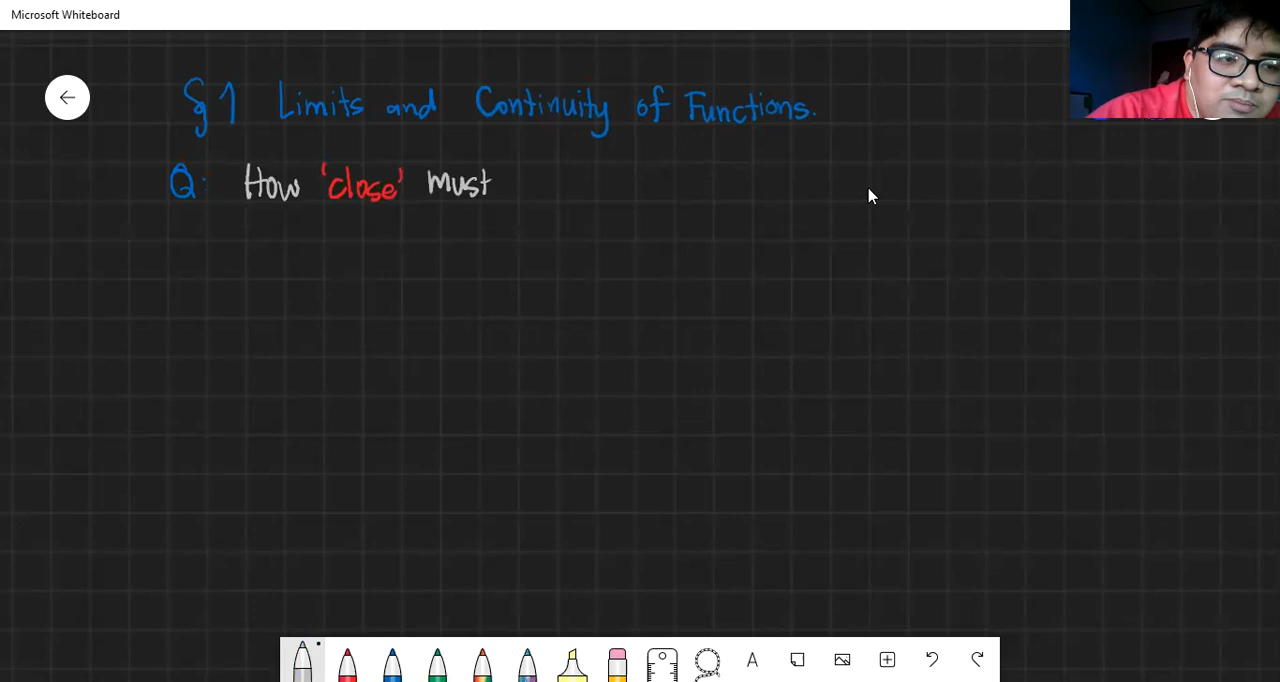 Microsoft Whiteboard
§1 Limits and Continuity of Functions.
Q: How 'close' must
A